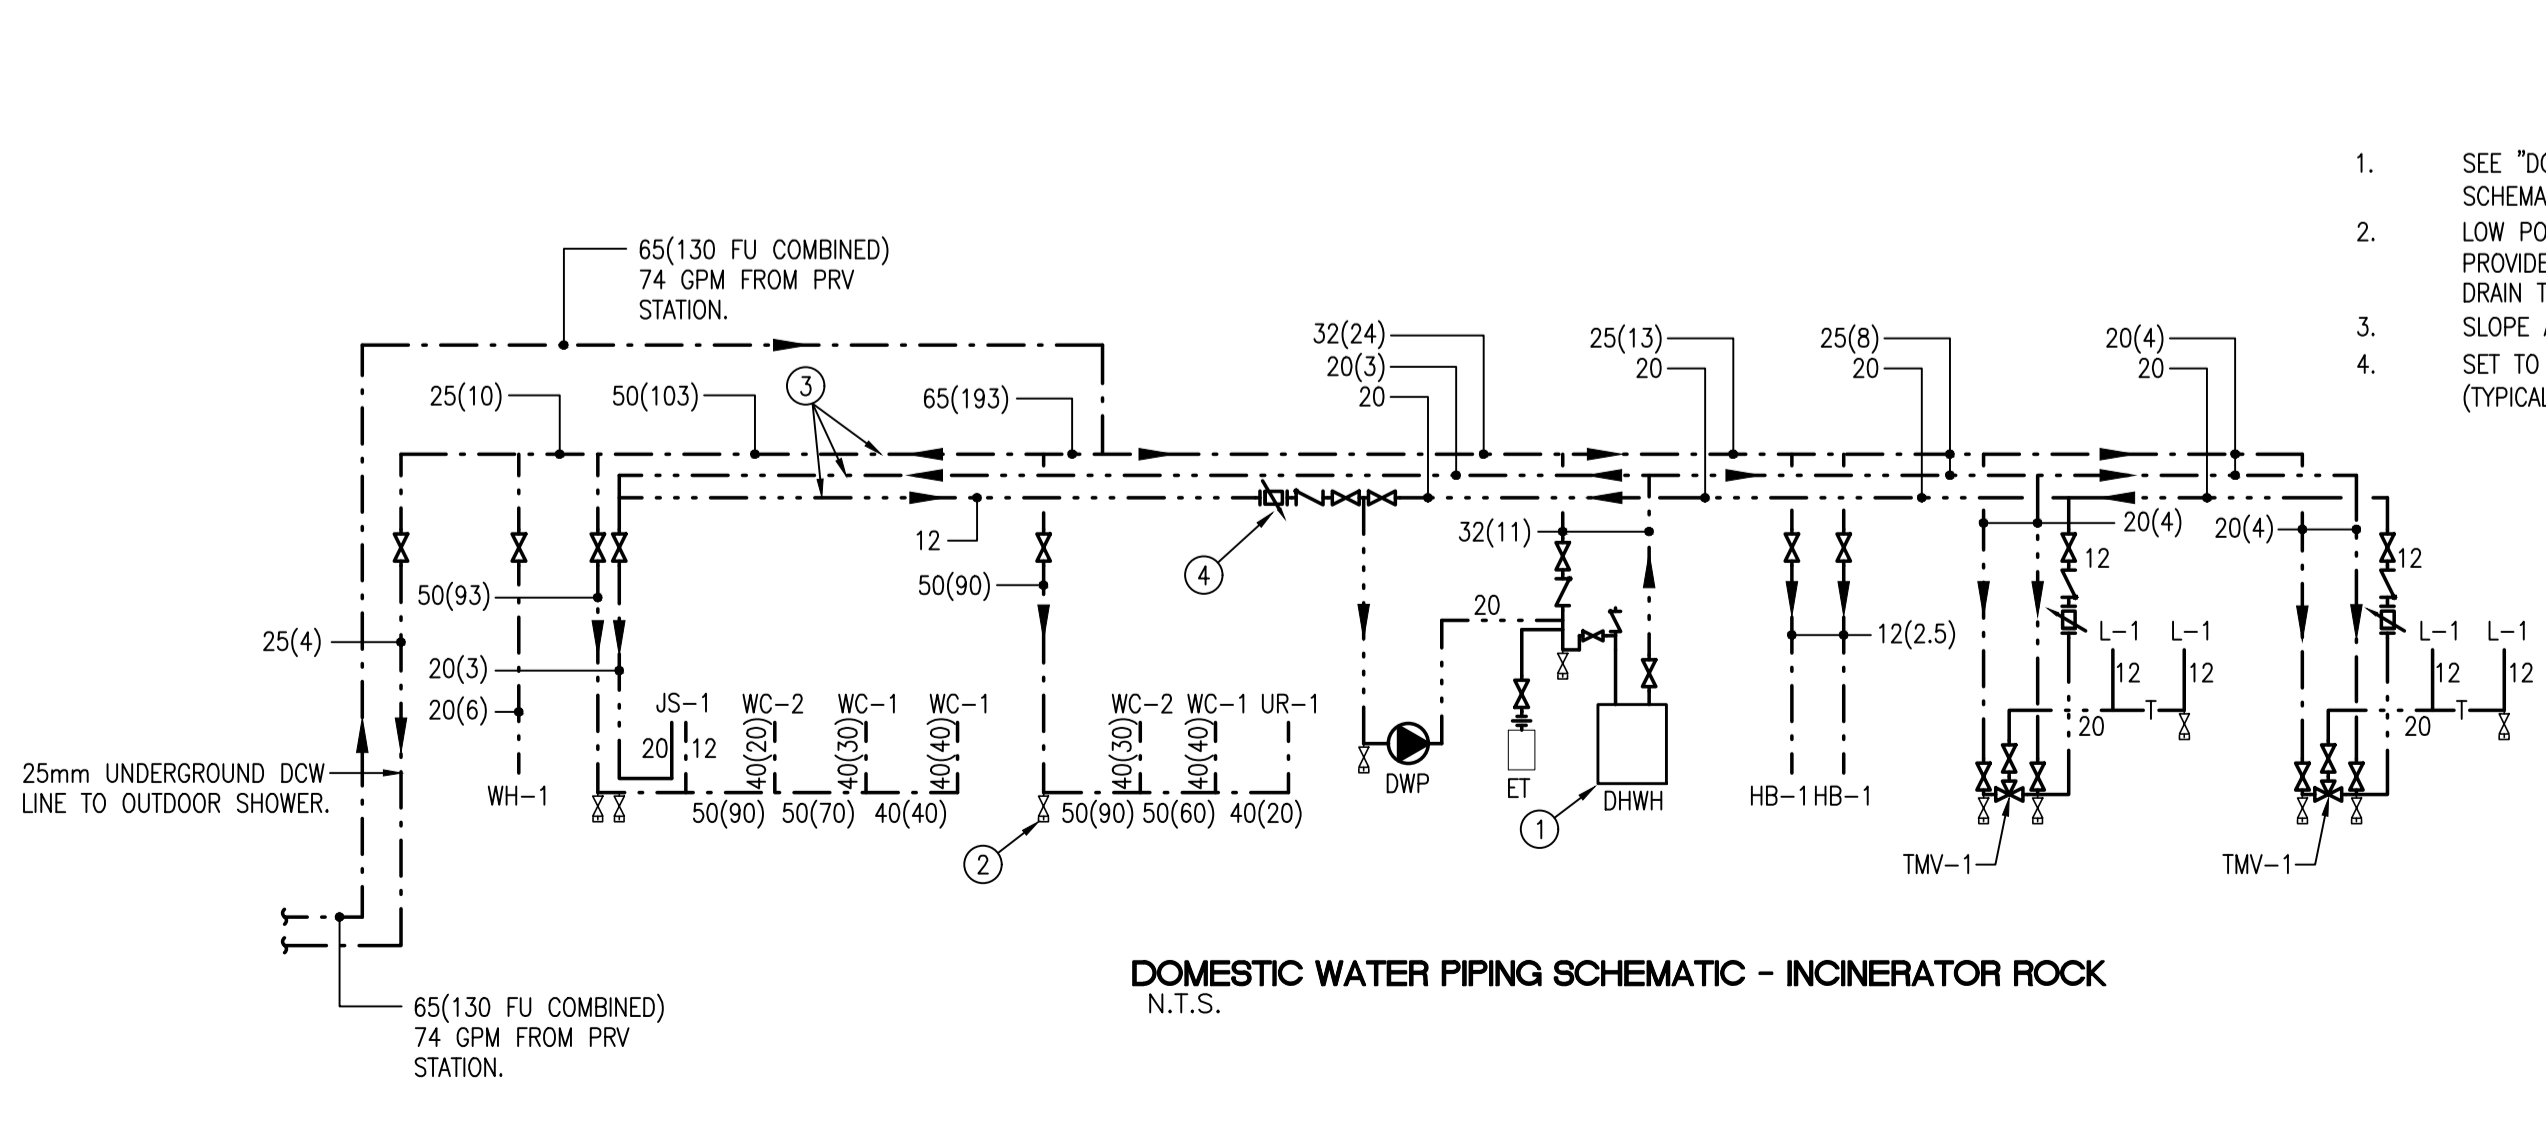 1. SEE "DO
SCHEMA
2. LOW PO
PROVIDE
DRAIN T
3. SLOPE A
4. SET TO
(TYPICAL
65(130 FU COMBINED)
74 GPM FROM PRV
STATION.
25(10)
50(103)
3
65(193)
32(24)
20(3)
20
25(13)
20
25(8)
20
20(4)
20
12
4
32(11)
20(4)
20(4)
12
12
50(93)
50(90)
20
25(4)
12(2.5)
20(3)
20(6)
L-1
L-1
L-1
L-1
12
12
12
12
JS-1
WC-2
WC-1
WC-1
WC-2
WC-1
UR-1
20
12
40(20)
40(30)
40(40)
40(30)
40(40)
T
20
T
20
25mm UNDERGROUND DCW
LINE TO OUTDOOR SHOWER.
WH-1
50(90)
50(70)
40(40)
50(90)
50(60)
40(20)
DWP
ET
DHWH
HB-1
HB-1
2
1
TMV-1
TMV-1
DOMESTIC WATER PIPING SCHEMATIC - INCINERATOR ROCK
N.T.S.
65(130 FU COMBINED)
74 GPM FROM PRV
STATION.